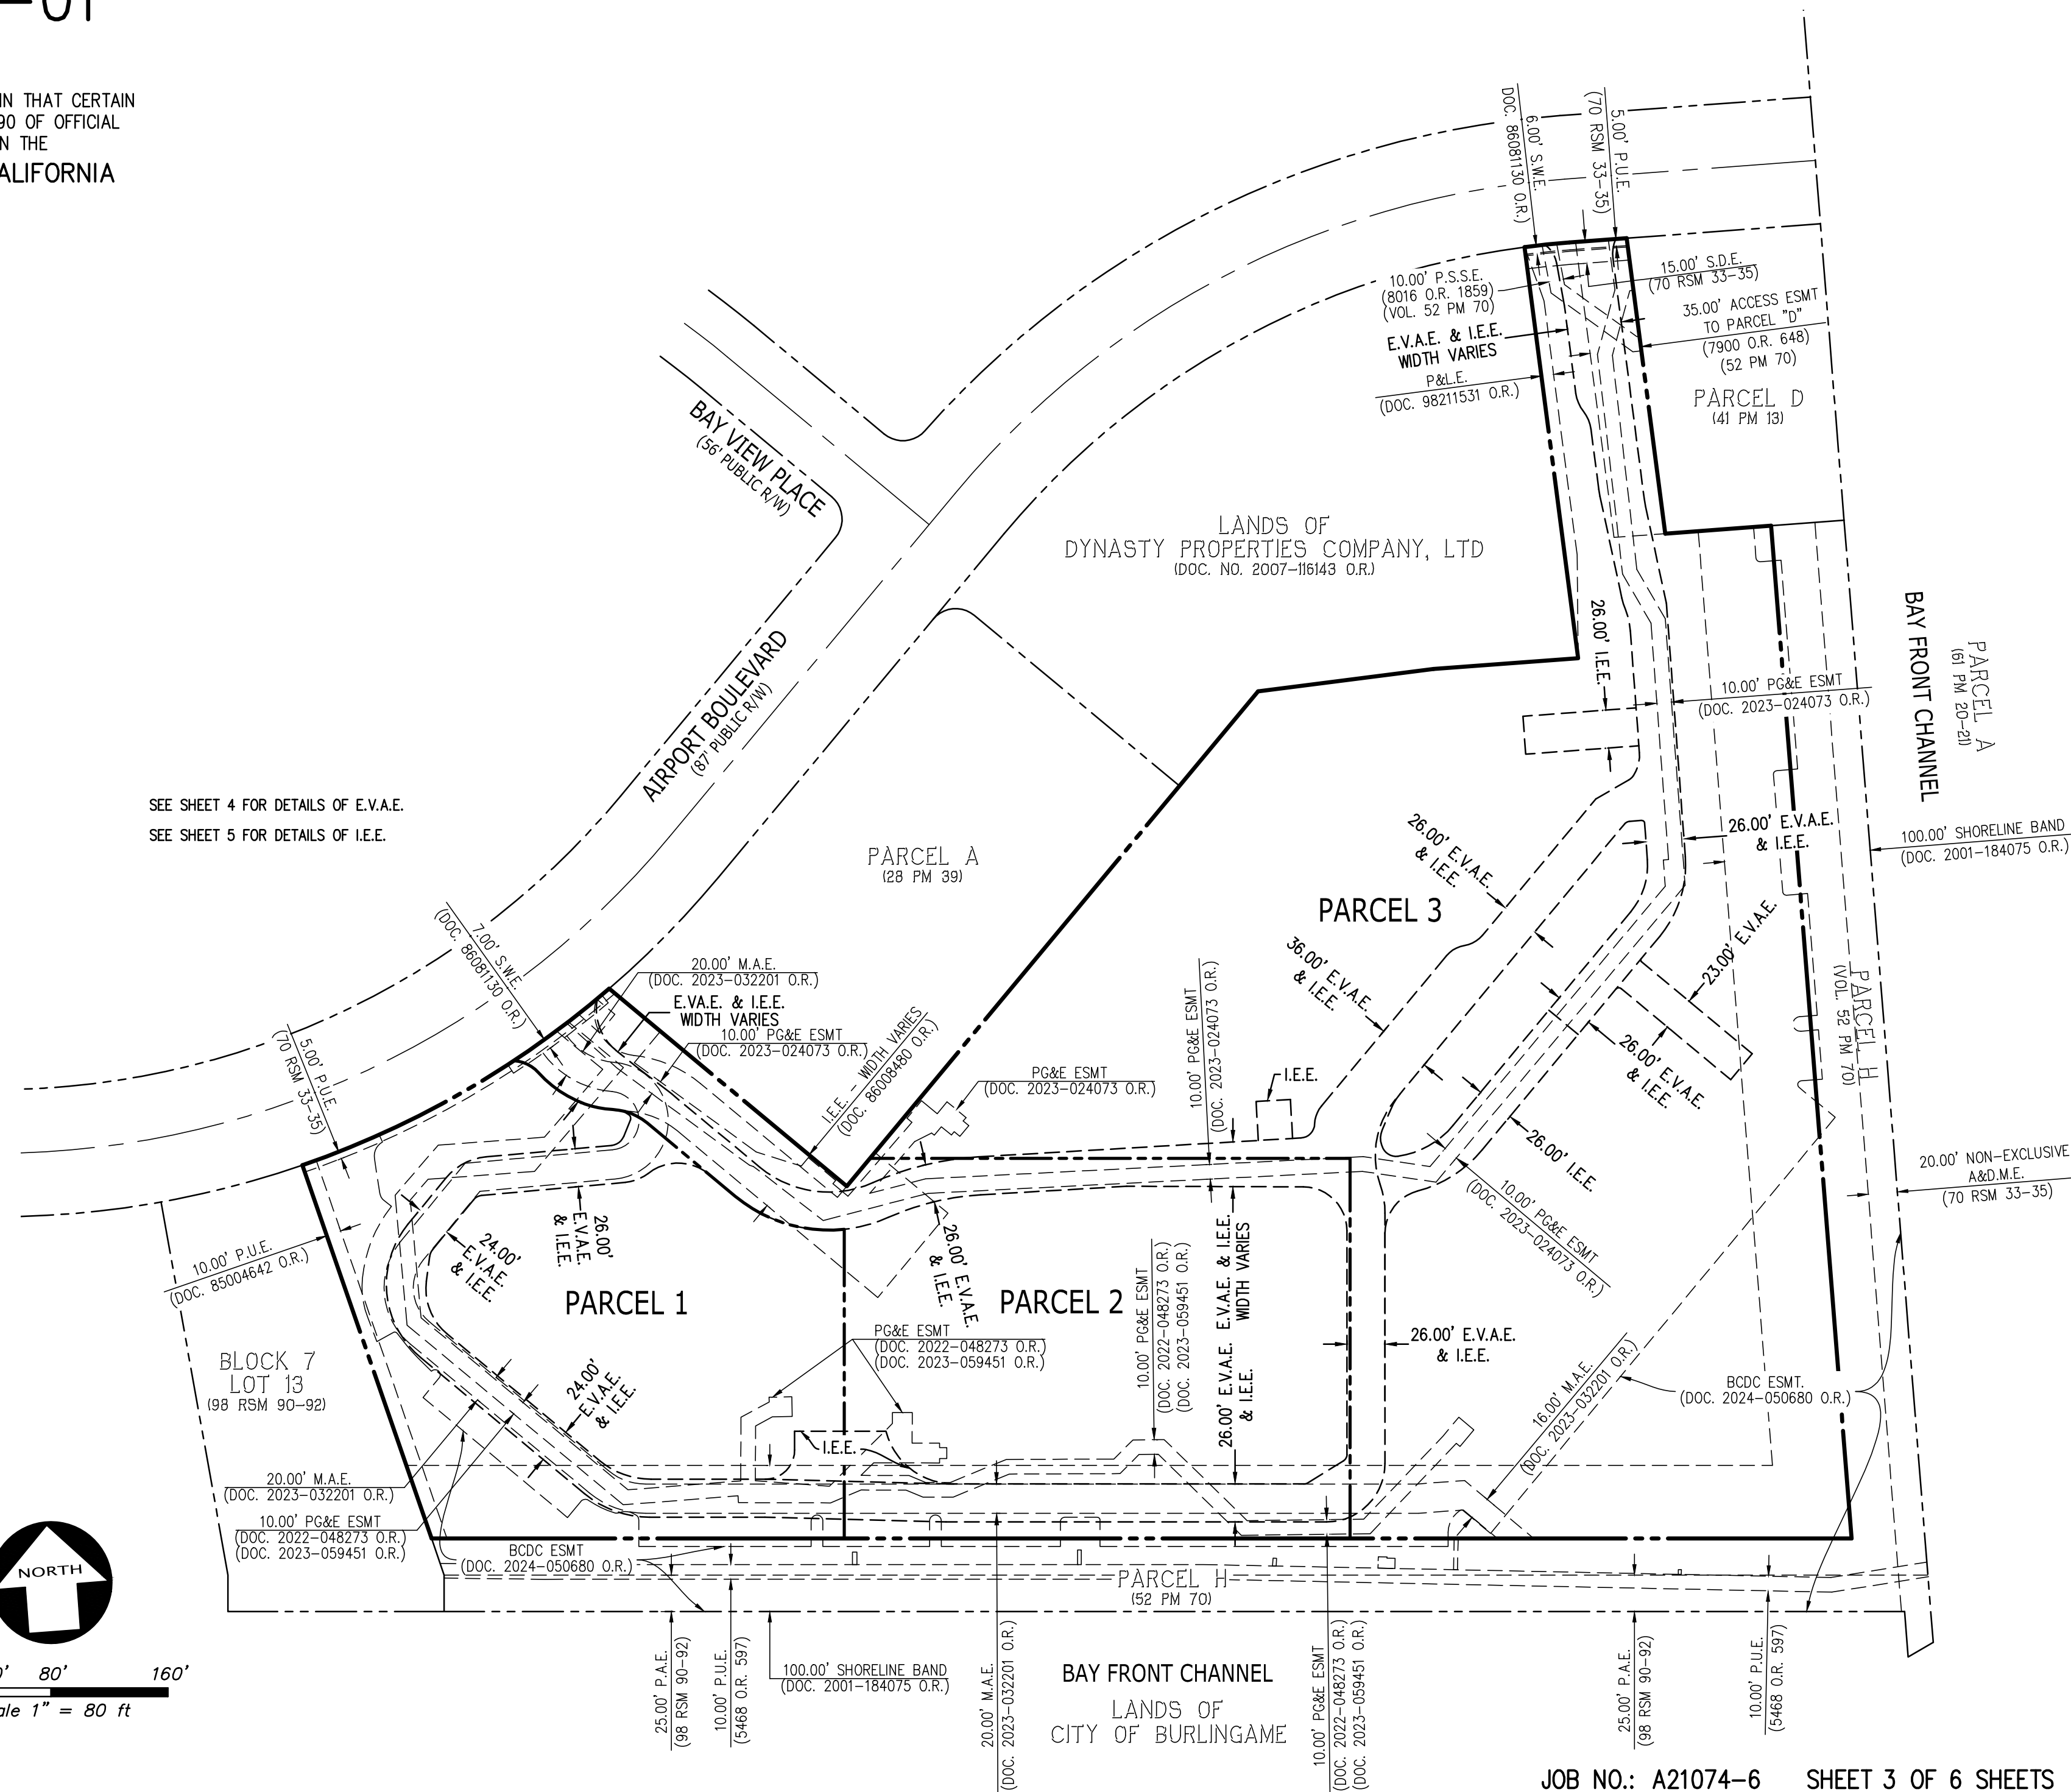 -01
IN THAT CERTAIN
90 OF OFFICIAL
N THE
ALIFORNIA
6.00' S.W.E.
DOC. 86081130 O.R.)
5.00' P.U.E.
(70 RSM 33-35)
10.00' P.S.S.E.
(8016 O.R. 1859)
(VOL. 52 PM 70)
E.V.A.E. & I.E.E.
WIDTH VARIES
P&L.E.
(DOC. 98211531 O.R.)
15.00' S.D.E.
(70 RSM 33-35)
35.00' ACCESS ESMT
TO PARCEL "D"
(7900 O.R. 648)
(52 PM 70)
PARCEL D
(41 PM 13)
BAY VIEW PLACE
(56' PUBLIC R/W)
LANDS OF
DYNASTY PROPERTIES COMPANY, LTD
(DOC. NO. 2007-116143 O.R.)
AIRPORT BOULEVARD
(87' PUBLIC R/W)
26.00' I.E.E.
10.00' PG&E ESMT
(DOC. 2023-024073 O.R.)
BAY FRONT CHANNEL
PARCEL A
(61 PM 20-21)
SEE SHEET 4 FOR DETAILS OF E.V.A.E.
SEE SHEET 5 FOR DETAILS OF I.E.E.
PARCEL A
(28 PM 39)
26.00' E.V.A.E.
& I.E.E.
26.00' E.V.A.E.
& I.E.E.
100.00' SHORELINE BAND
(DOC. 2001-184075 O.R.)
PARCEL 3
36.00' E.V.A.E.
& I.E.E.
23.00' E.V.A.E.
PARCEL H
(VOL. 52 PM 70)
7.00' S.W.E.
(DOC. 86081130 O.R.)
20.00' M.A.E.
(DOC. 2023-032201 O.R.)
E.VA.E. & I.E.E.
WIDTH VARIES
10.00' PG&E ESMT
(DOC. 2023-024073 O.R.)
I.E.E. - WIDTH VARIES
(DOC. 86008480 O.R.)
PG&E ESMT
(DOC. 2023-024073 O.R.)
10.00' PG&E ESMT
(DOC. 2023-024073 O.R.)
I.E.E.
26.00' E.V.A.E.
& I.E.E.
26.00' I.E.E.
5.00' P.U.E.
(70 RSM 33-35)
10.00' PG&E ESMT
(DOC. 2023-024073 O.R.)
20.00' NON-EXCLUSIVE
A&D.M.E.
(70 RSM 33-35)
10.00' P.U.E.
(DOC. 85004642 O.R.)
24.00'
E.V.A.E.
& I.E.E.
26.00'
E.V.A.E.
& I.E.E.
PARCEL 1
26.00' E.V.A.E.
& I.E.E.
PARCEL 2
10.00' PG&E ESMT
(DOC. 2022-048273 O.R.)
(DOC. 2023-059451 O.R.)
26.00' E.V.A.E. E.V.A.E. & I.E.E.
& I.E.E. WIDTH VARIES
26.00' E.V.A.E.
& I.E.E.
PG&E ESMT
(DOC. 2022-048273 O.R.)
(DOC. 2023-059451 O.R.)
BLOCK 7
LOT 13
(98 RSM 90-92)
24.00'
E.V.A.E.
& I.E.E.
16.00' M.A.E.
(DOC. 2023-032201 O.R.)
BCDC ESMT.
(DOC. 2024-050680 O.R.)
I.E.E.
20.00' M.A.E.
(DOC. 2023-032201 O.R.)
10.00' PG&E ESMT
(DOC. 2022-048273 O.R.)
(DOC. 2023-059451 O.R.)
BCDC ESMT
(DOC. 2024-050680 O.R.)
PARCEL H
(52 PM 70)
NORTH
0' 80' 160'
ale 1" = 80 ft
25.00' P.A.E.
(98 RSM 90-92)
10.00' P.U.E.
(5468 O.R. 597)
100.00' SHORELINE BAND
(DOC. 2001-184075 O.R.)
20.00' M.A.E.
(DOC. 2023-032201 O.R.)
BAY FRONT CHANNEL
LANDS OF
CITY OF BURLINGAME
10.00' PG&E ESMT
(DOC. 2022-048273 O.R.)
(DOC. 2023-059451 O.R.)
25.00' P.A.E.
(98 RSM 90-92)
10.00' P.U.E.
(5468 O.R. 597)
JOB NO.: A21074-6 SHEET 3 OF 6 SHEETS